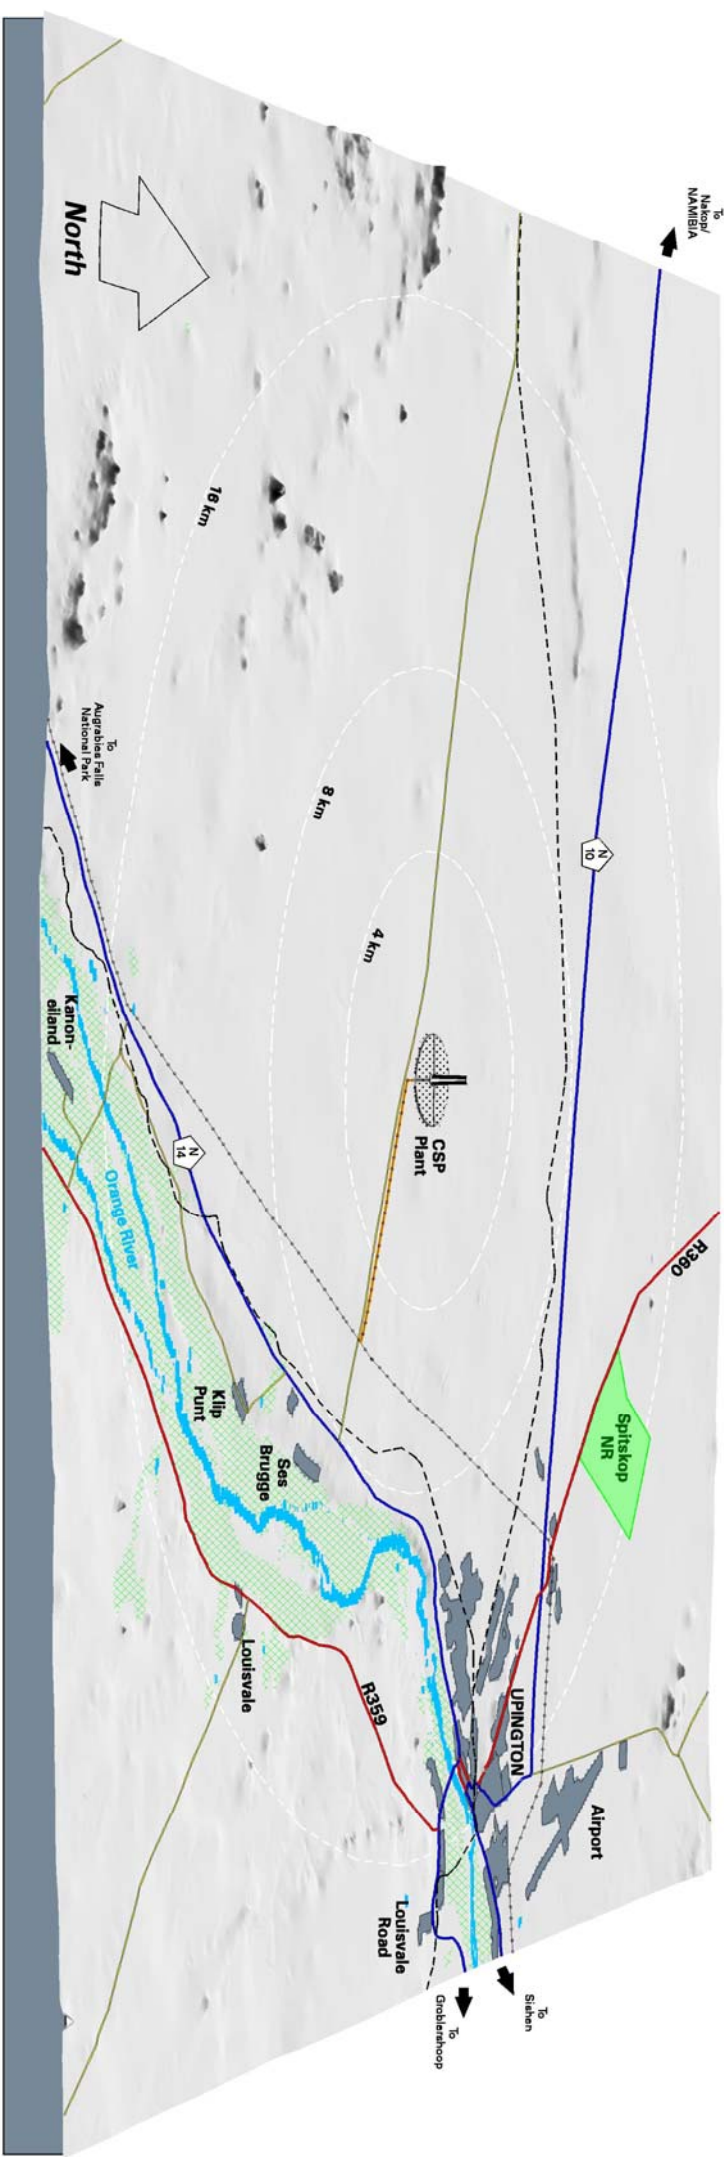 To
Nakop/
NAMIBIA
R360
Spitskop
NR
N
10
Airport
UPINGTON
To
Sishen
To
Groblershoop
Louisvale
Road
CSP
Plant
4 km
8 km
16 km
R359
Louisvale
Ses
Brugge
Klip
Punt
N
14
Orange River
Kanon-
eiland
To
Augrabies Falls
National Park
North